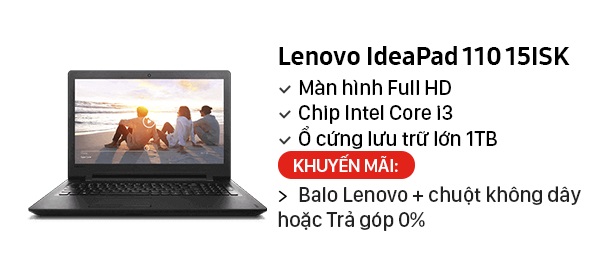 Lenovo IdeaPad 110 15ISK
✓ Màn hình Full HD
✓ Chip Intel Core i3
✓ Ổ cứng lưu trữ lớn 1TB
KHUYẾN MÃI:
> Balo Lenovo + chuột không dây
hoặc Trả góp 0%